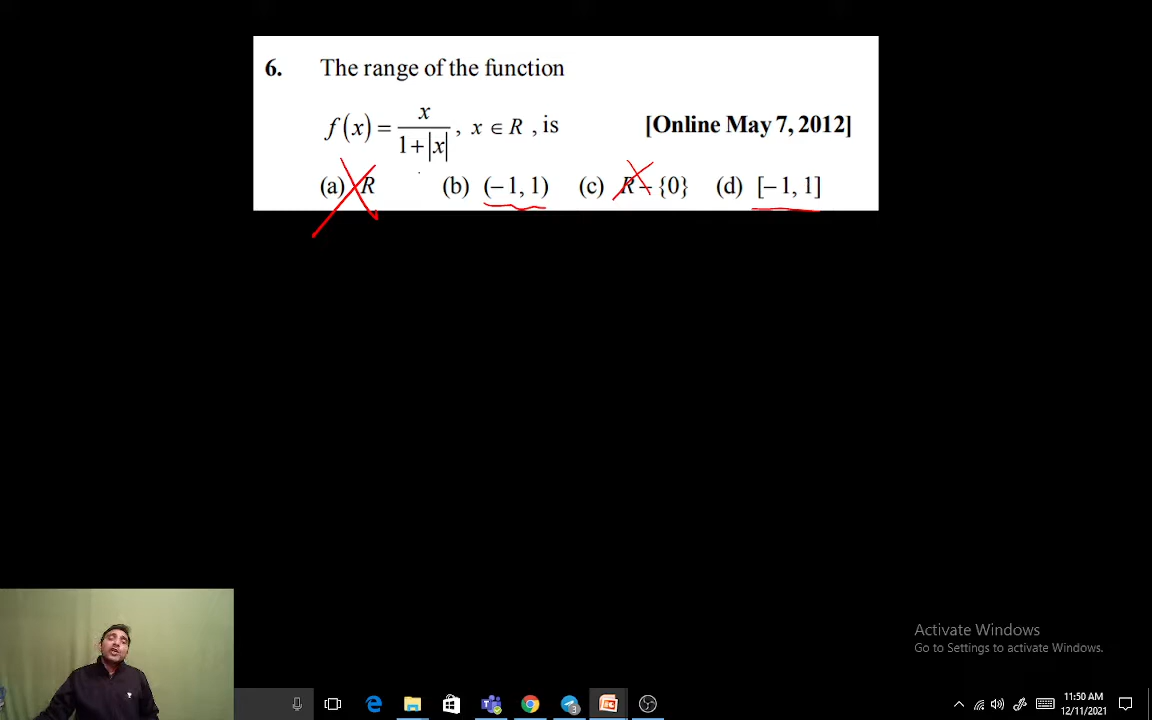 6. The range of the function
f(x) = x / 1+|x| , x ∈ R , is [Online May 7, 2012]
(a) R (b) (–1, 1) (c) R – {0} (d) [–1, 1]
Activate Windows
Go to Settings to activate Windows.
11:50 AM
12/11/2021